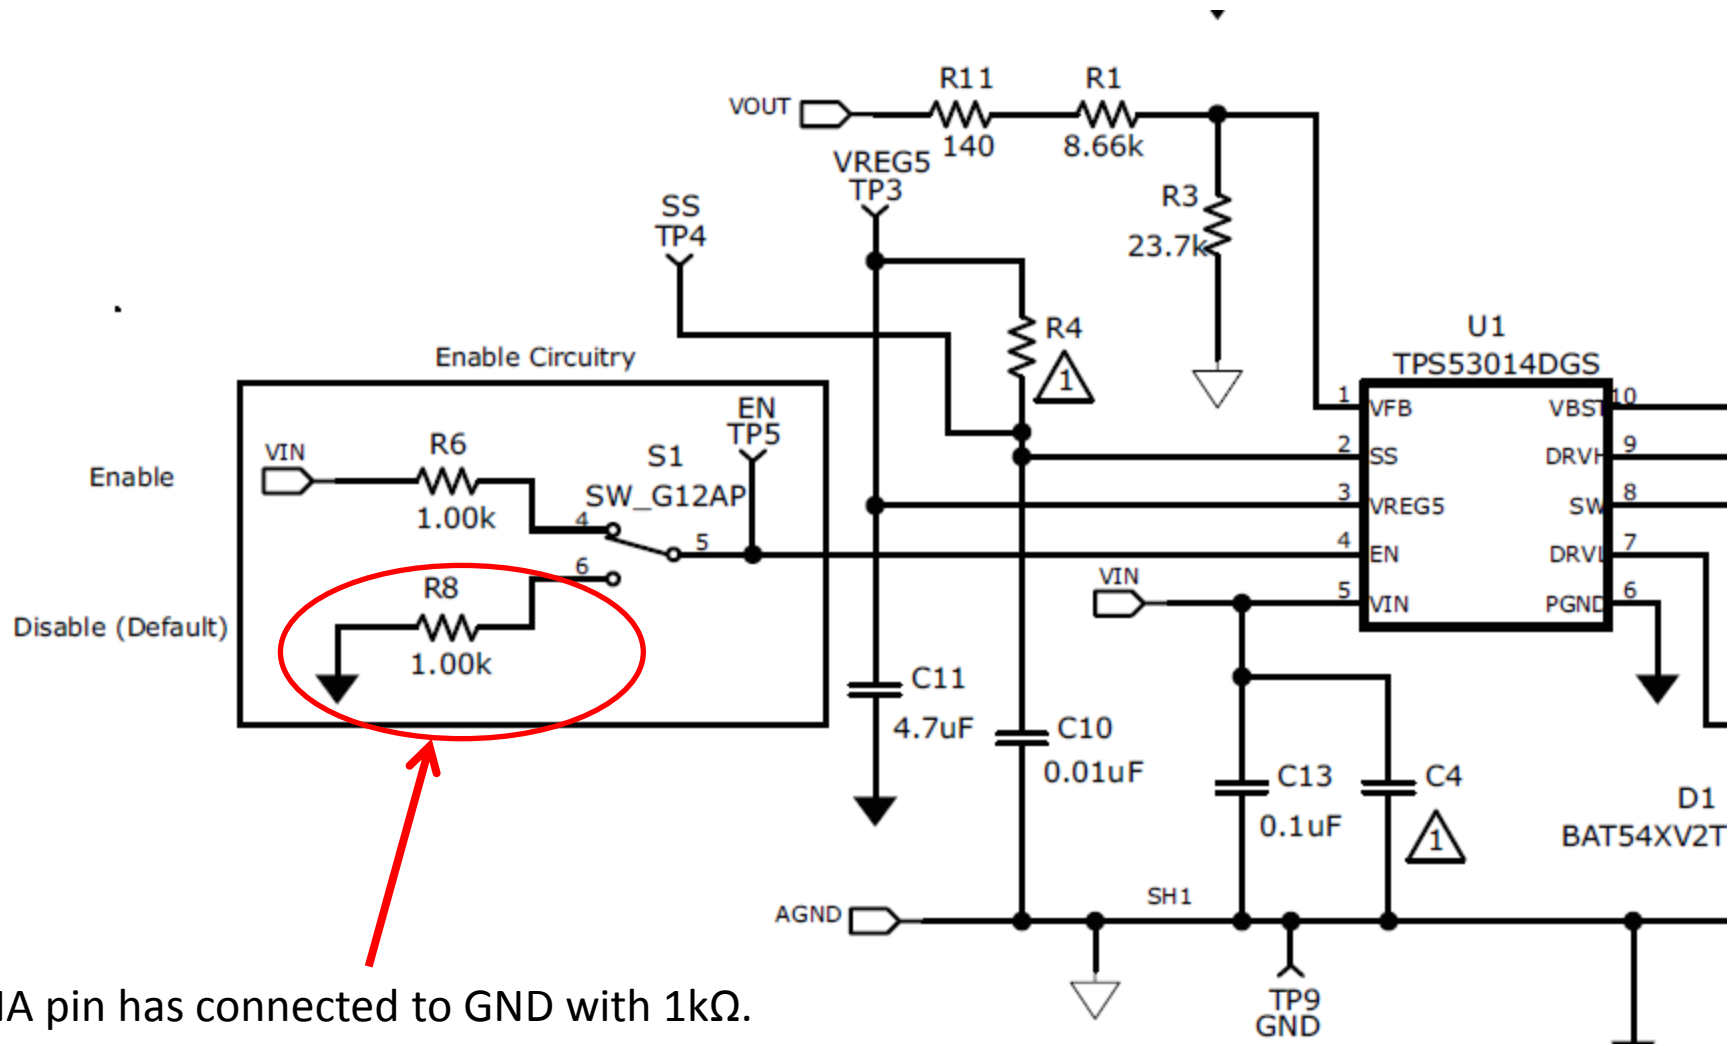 R11
R1
VOUT
140
8.66k
VREG5
TP3
SS
TP4
R3
23.7k
R4
1
U1
TPS53014DGS
Enable Circuitry
EN
TP5
VIN
R6
S1
SW_G12AP
Enable
1.00k
4
5
6
R8
Disable (Default)
1.00k
1 VFB VBST 10
2 SS DRVH 9
3 VREG5 SW 8
4 EN DRVL 7
5 VIN PGND 6
VIN
C11
4.7uF
C10
0.01uF
C13
0.1uF
C4
1
D1
BAT54XV2T
SH1
AGND
TP9
GND
pin has connected to GND with 1kΩ.